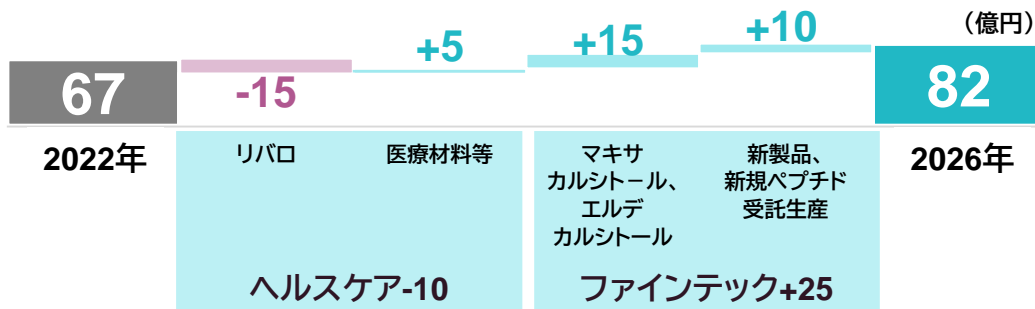 (億円)
67
-15
+5
+15
+10
82
2022年
リバロ
医療材料等
マキサ
カルシトール、
エルデ
カルシトール
新製品、
新規ペプチド
受託生産
2026年
ヘルスケア-10
ファインテック+25